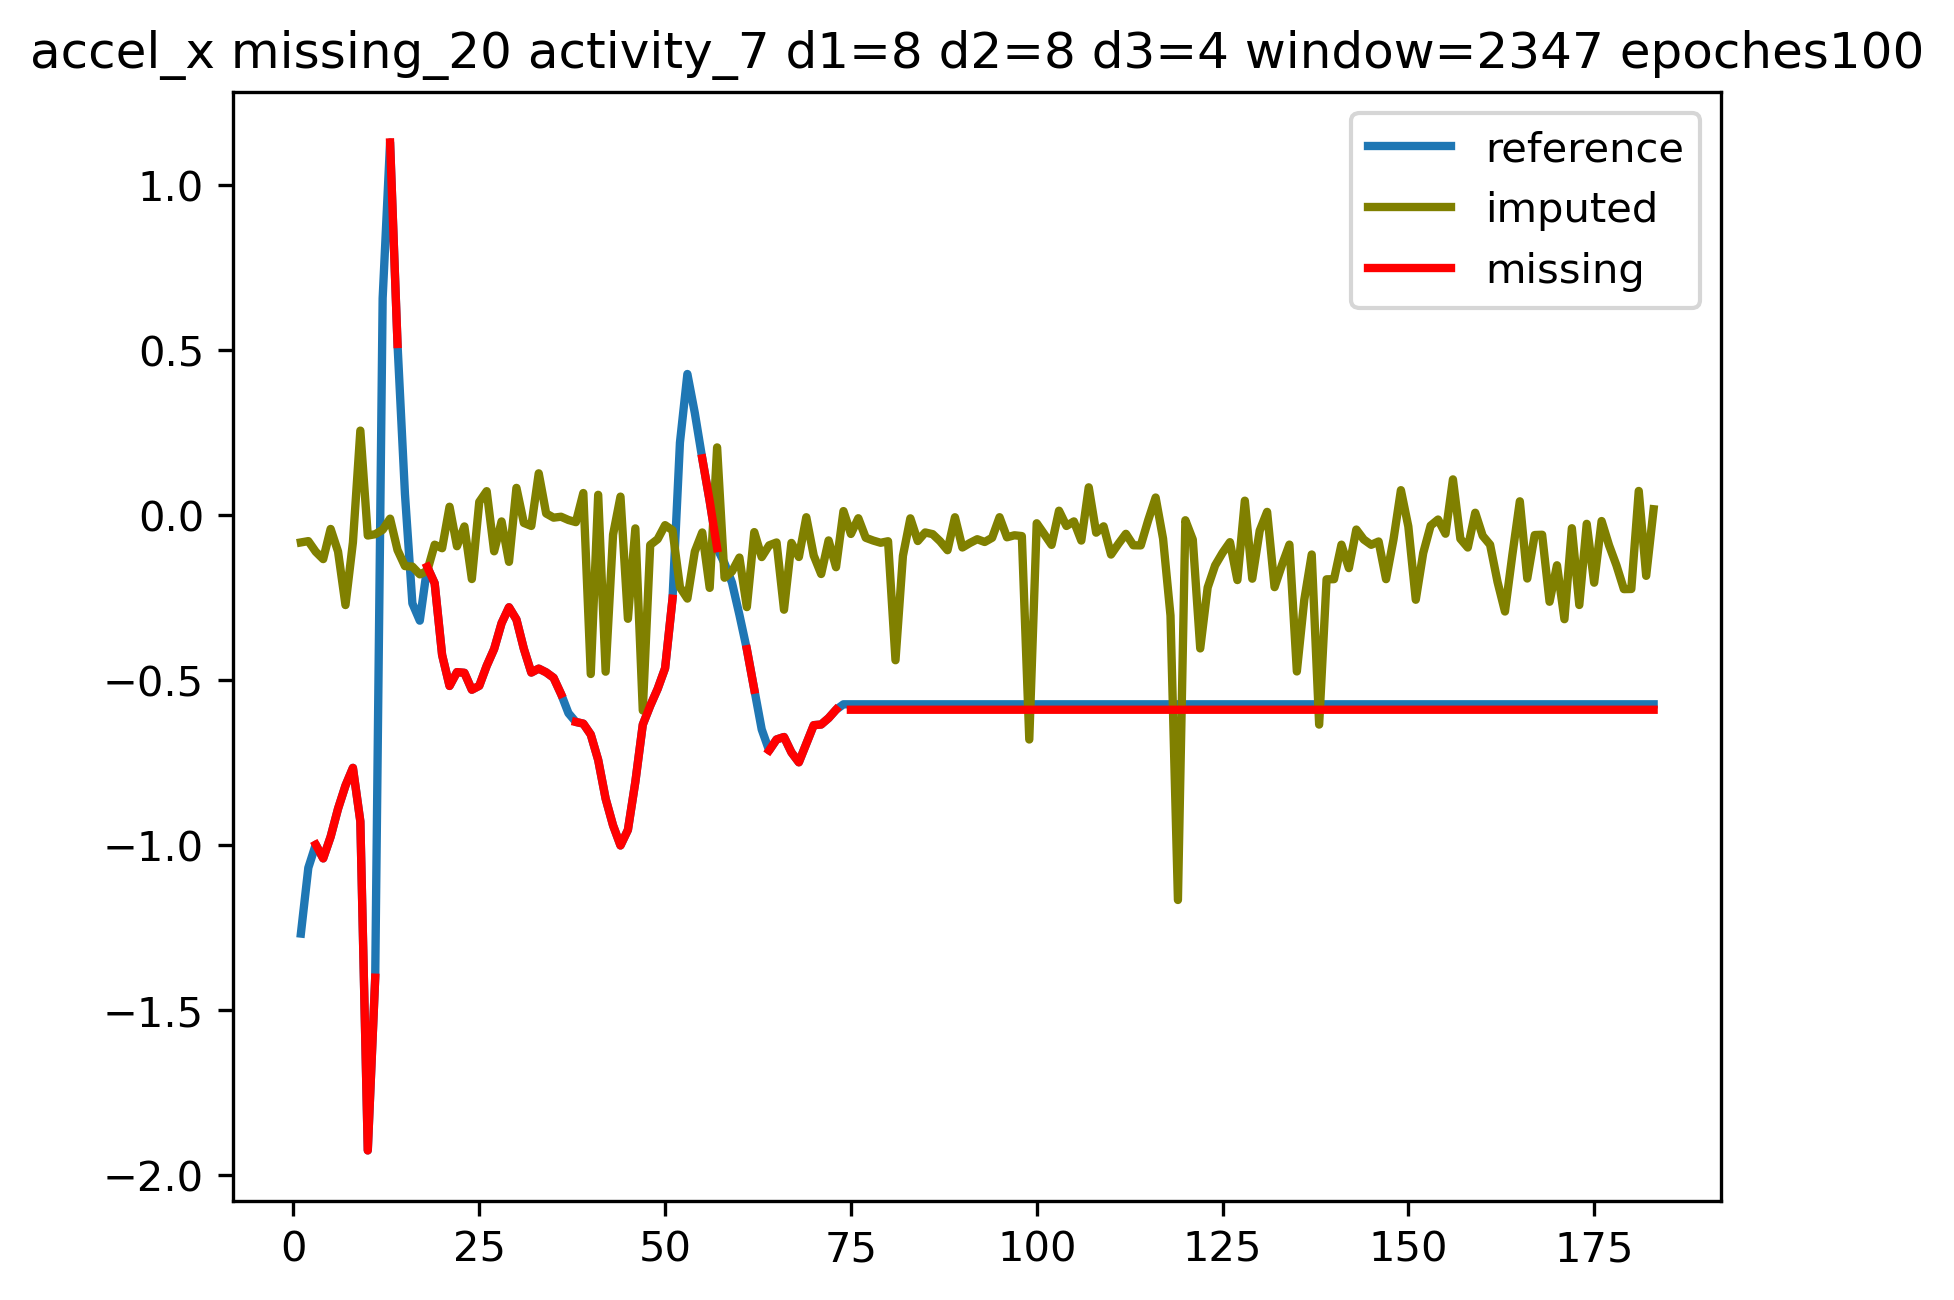 accel_x missing_20 activity_7 d1=8 d2=8 d3=4 window=2347 epoches100
reference
imputed
missing
1.0
0.5
0.0
−0.5
−1.0
−1.5
−2.0
0 25 50 75 100 125 150 175